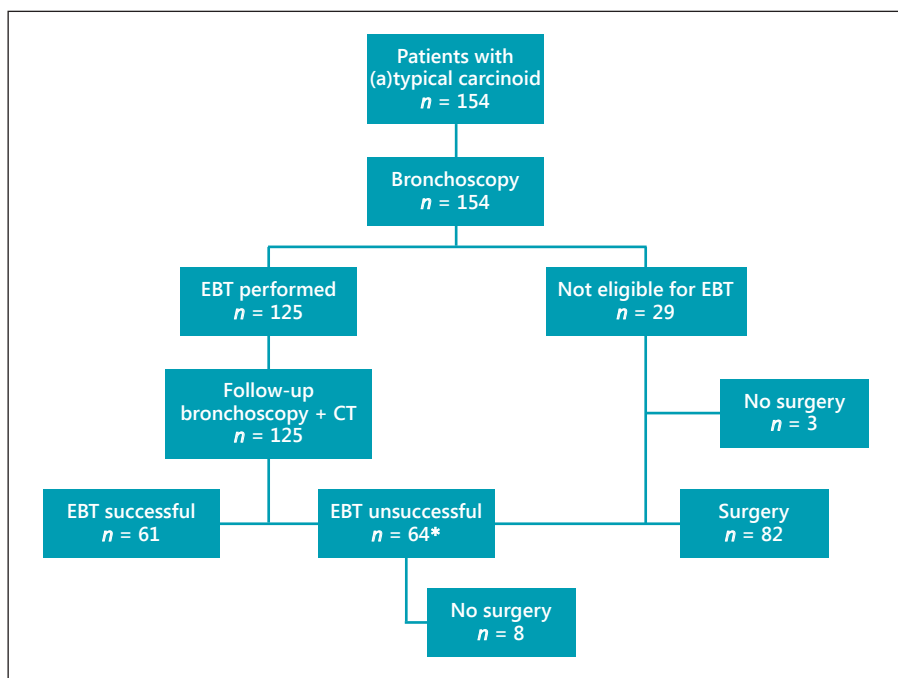 Patients with
(a)typical carcinoid
n = 154
Bronchoscopy
n = 154
EBT performed
n = 125
Not eligible for EBT
n = 29
Follow-up
bronchoscopy + CT
n = 125
No surgery
n = 3
EBT successful
n = 61
EBT unsuccessful
n = 64*
Surgery
n = 82
No surgery
n = 8